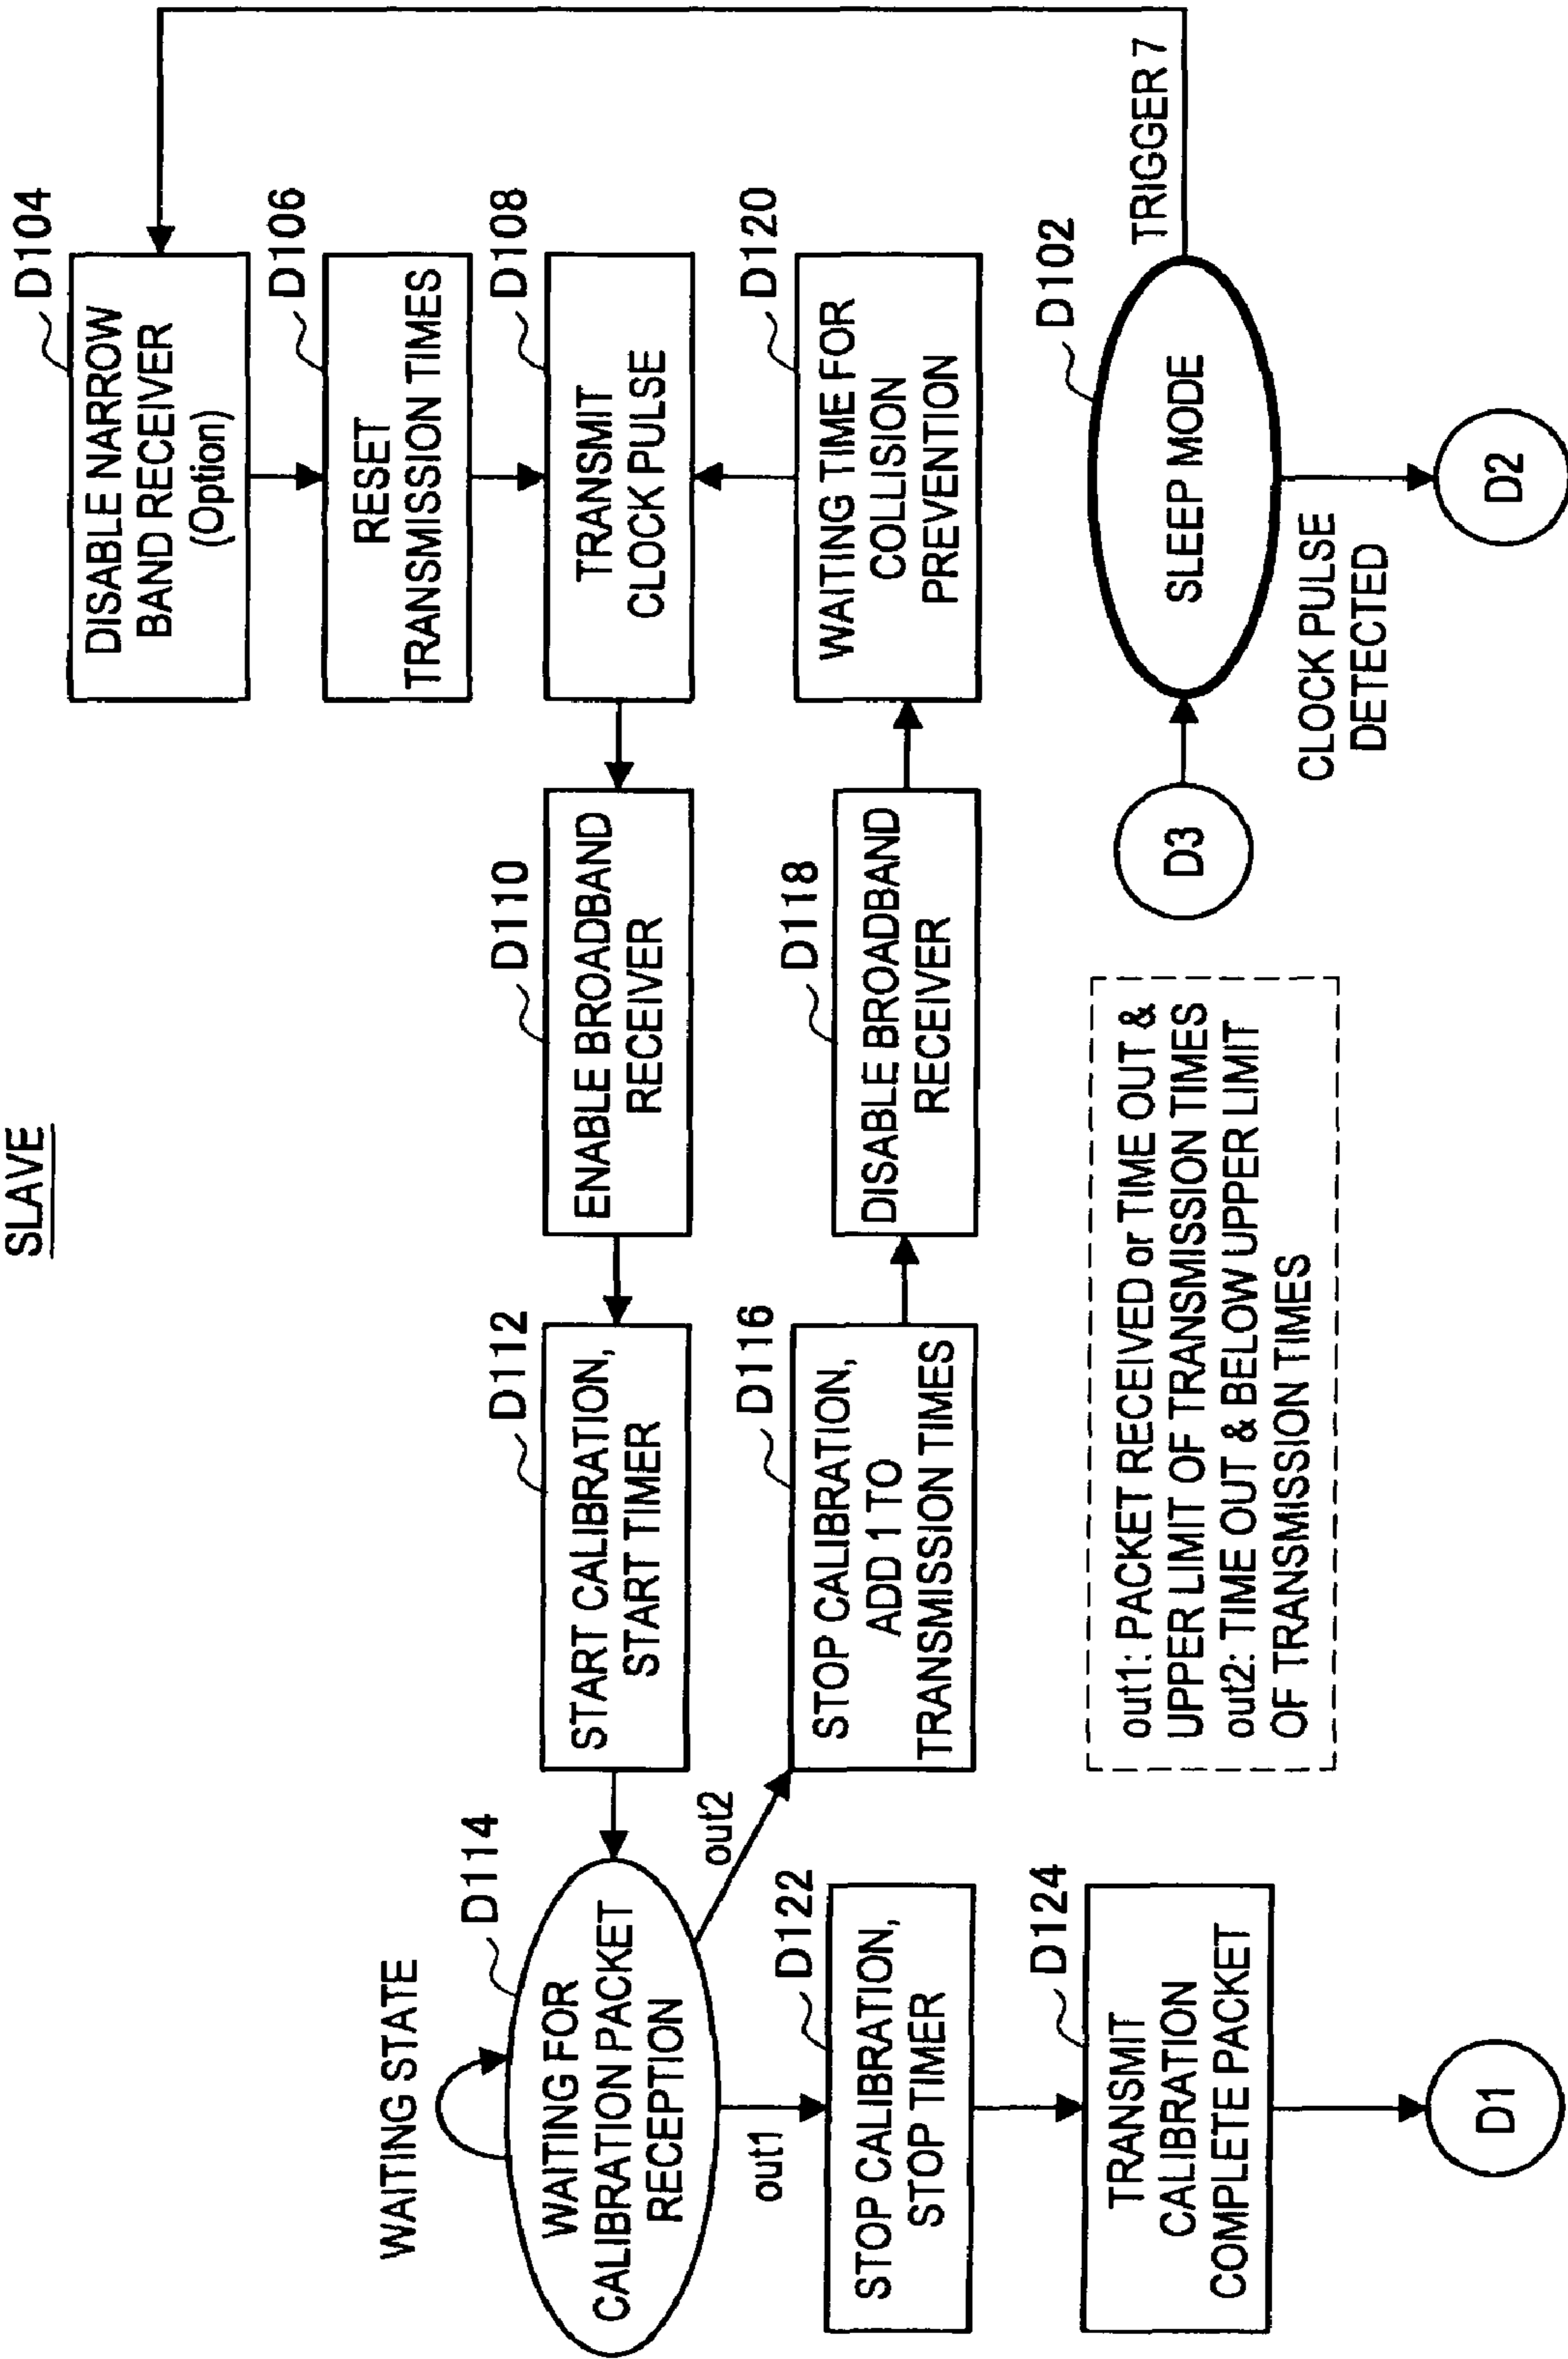 SLAVE
WAITING STATE
D114
WAITING FOR
CALIBRATION PACKET
RECEPTION
out1
out2
D122
STOP CALIBRATION,
STOP TIMER
D124
TRANSMIT
CALIBRATION
COMPLETE PACKET
D1
D112
START CALIBRATION,
START TIMER
D116
STOP CALIBRATION,
ADD 1 TO
TRANSMISSION TIMES
D110
ENABLE BROADBAND
RECEIVER
D118
DISABLE BROADBAND
RECEIVER
out1: PACKET RECEIVED or TIME OUT &
UPPER LIMIT OF TRANSMISSION TIMES
out2: TIME OUT & BELOW UPPER LIMIT
OF TRANSMISSION TIMES
D104
DISABLE NARROW
BAND RECEIVER
(Option)
D106
RESET
TRANSMISSION TIMES
D108
TRANSMIT
CLOCK PULSE
D120
WAITING TIME FOR
COLLISION
PREVENTION
D3
D102
SLEEP MODE
TRIGGER 7
CLOCK PULSE
DETECTED
D2